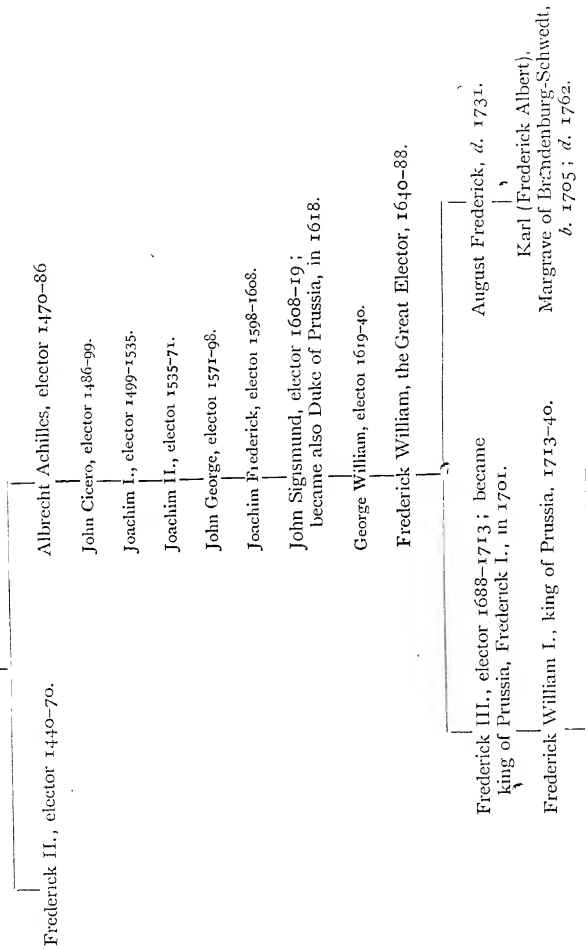 Frederick II., elector 1440-70.
Albrecht Achilles, elector 1470-86
John Cicero, elector 1486-99.
Joachim I., elector 1499-1535.
Joachim II., elector 1535-71.
John George, elector 1571-98.
Joachim Frederick, elector 1598-1608.
John Sigismund, elector 1608-19;
became also Duke of Prussia, in 1618.
George William, elector 1619-40.
Frederick William, the Great Elector, 1640-88.
Frederick III., elector 1688-1713; became
king of Prussia, Frederick I., in 1701.
August Frederick, d. 1731.
Frederick William I., king of Prussia, 1713-40.
Karl (Frederick Albert),
Margrave of Brandenburg-Schwedt,
b. 1705; d. 1762.